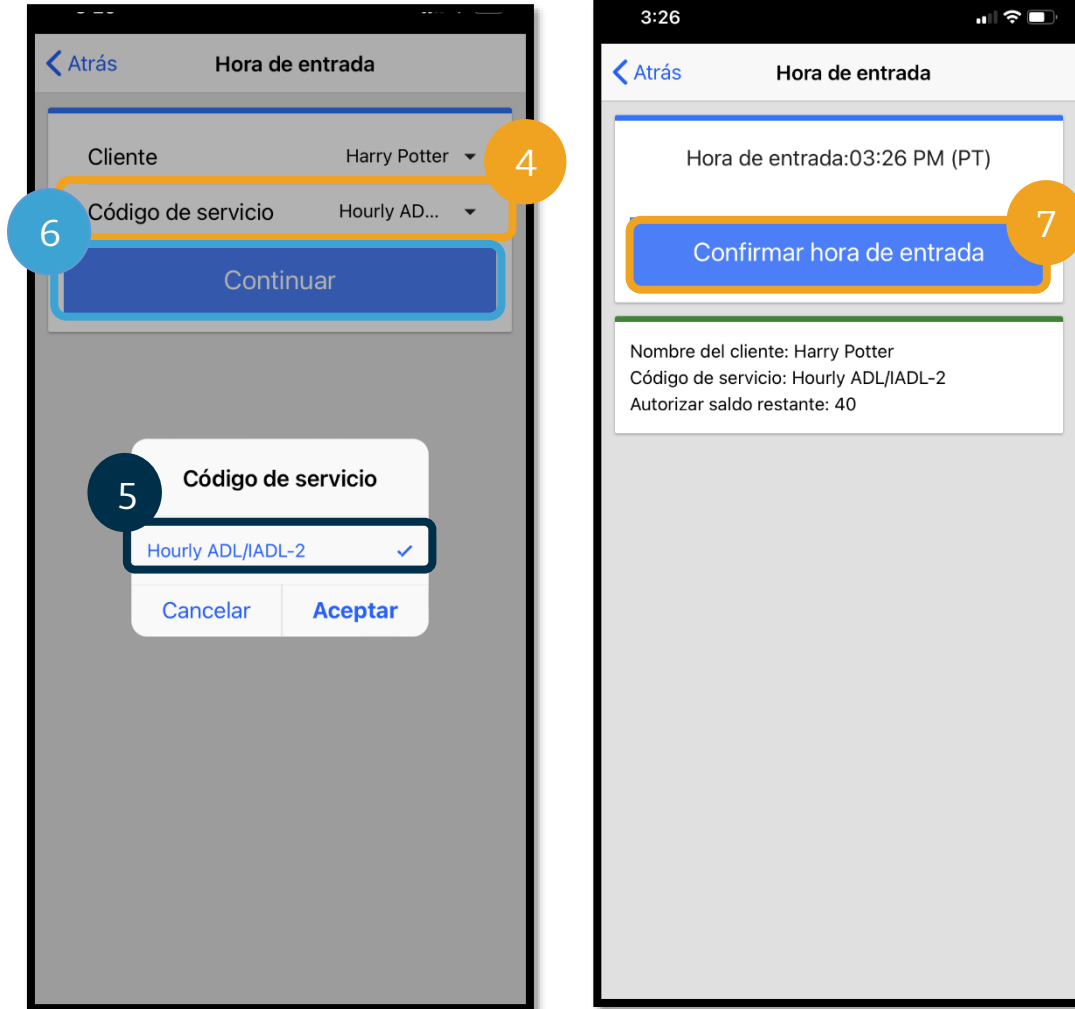 Atrás
Hora de entrada
Cliente
Harry Potter
4
Código de servicio
Hourly AD...
6
Continuar
5
Código de servicio
Hourly ADL/IADL-2
Cancelar
Aceptar
3:26
Atrás
Hora de entrada
Hora de entrada:03:26 PM (PT)
7
Confirmar hora de entrada
Nombre del cliente: Harry Potter
Código de servicio: Hourly ADL/IADL-2
Autorizar saldo restante: 40